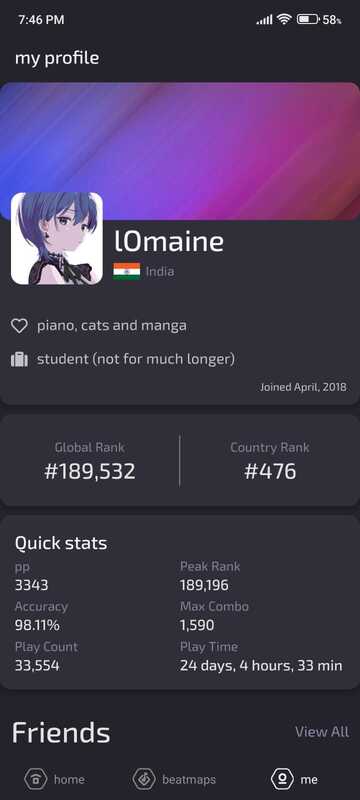 7:46 PM
58%
my profile
lOmaine
India
piano, cats and manga
student (not for much longer)
Joined April, 2018
Global Rank
Country Rank
#189,532
#476
Quick stats
pp
Peak Rank
3343
189,196
Accuracy
Max Combo
98.11%
1,590
Play Count
Play Time
33,554
24 days, 4 hours, 33 min
Friends
View All
home
beatmaps
me